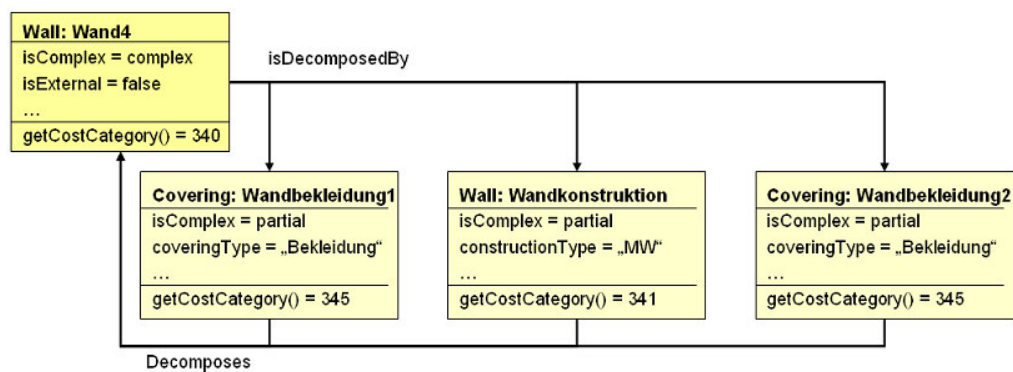 Wall: Wand4
isComplex = complex
isExternal = false
...
getCostCategory() = 340
isDecomposedBy
Covering: Wandbekleidung1
isComplex = partial
coveringType = „Bekleidung“
...
getCostCategory() = 345
Wall: Wandkonstruktion
isComplex = partial
constructionType = „MW“
...
getCostCategory() = 341
Covering: Wandbekleidung2
isComplex = partial
coveringType = „Bekleidung“
...
getCostCategory() = 345
Decomposes